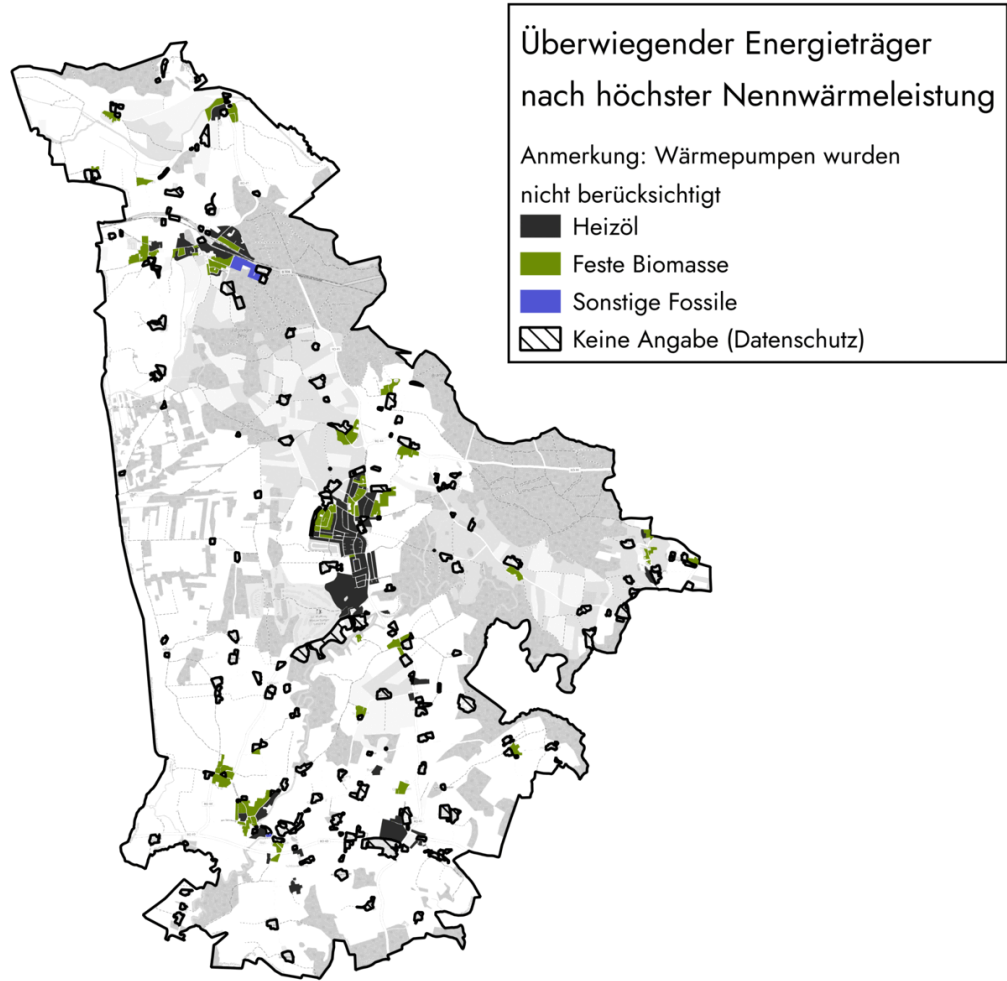 Überwiegender Energieträger
nach höchster Nennwärmeleistung
Anmerkung: Wärmepumpen wurden
nicht berücksichtigt
Heizöl
Feste Biomasse
Sonstige Fossile
Keine Angabe (Datenschutz)